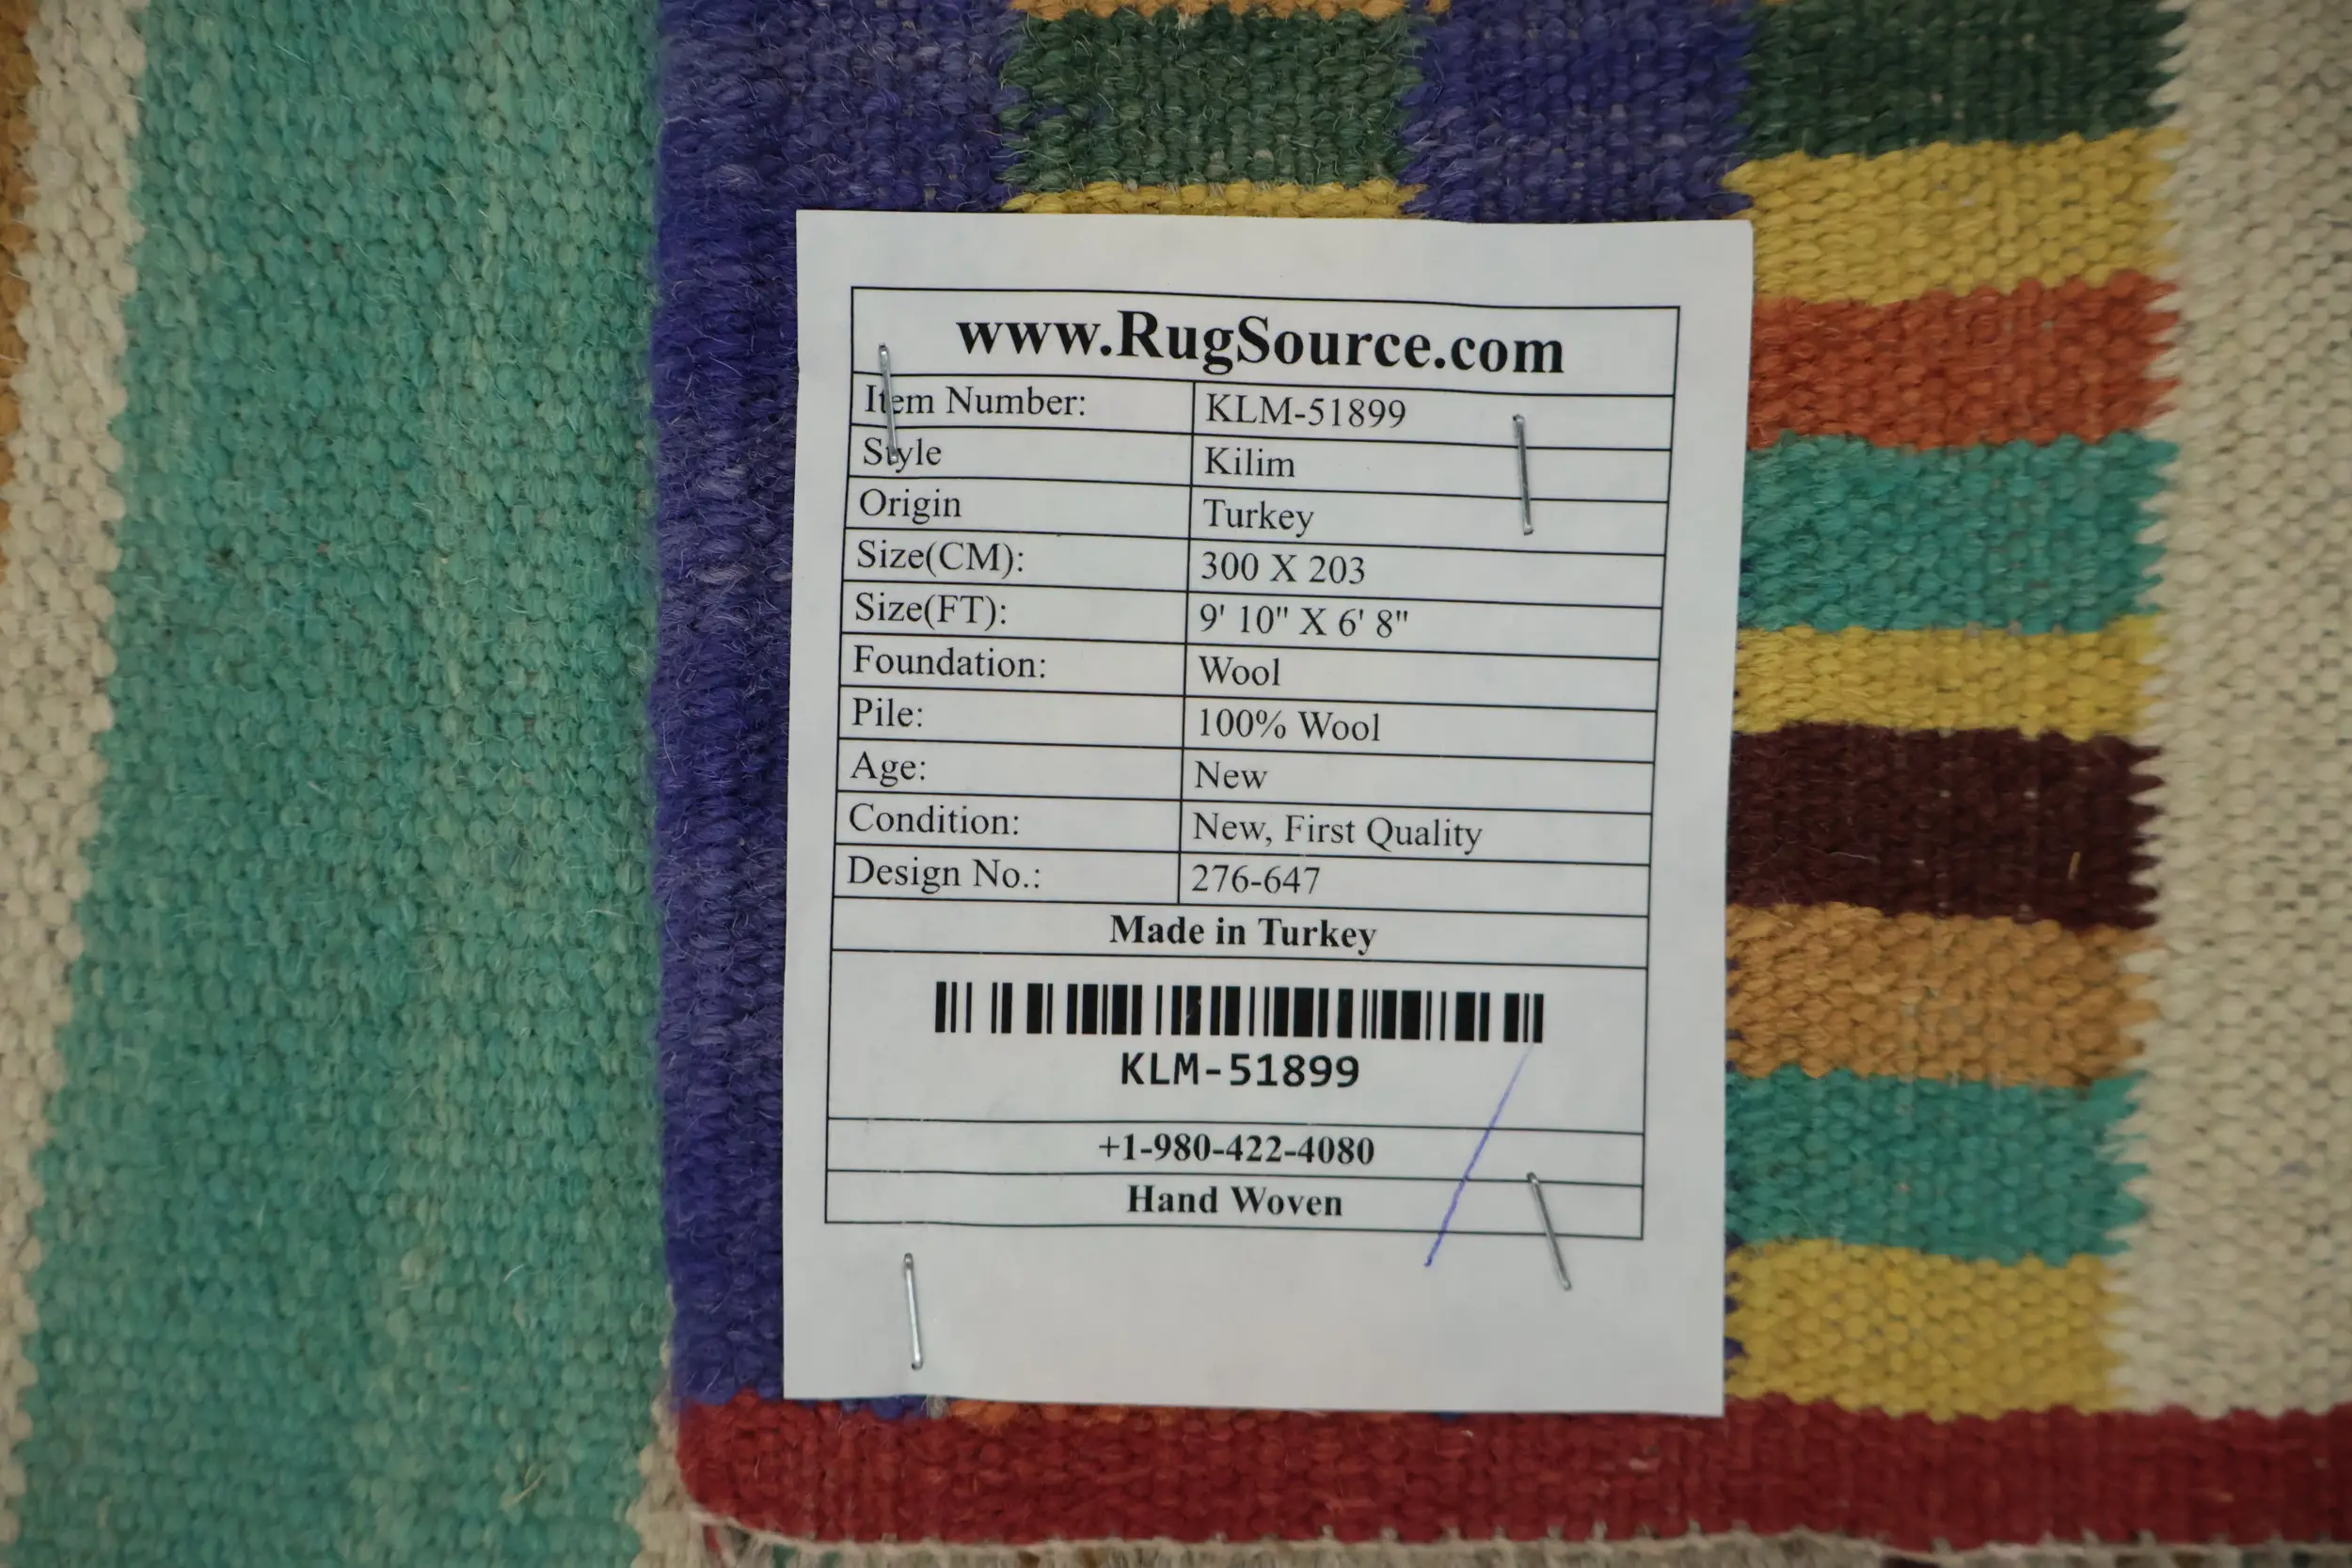 www.RugSource.com
Item Number: KLM-51899
Style Kilim
Origin Turkey
Size(CM): 300 X 203
Size(FT): 9' 10" X 6' 8"
Foundation: Wool
Pile: 100% Wool
Age: New
Condition: New, First Quality
Design No.: 276-647
Made in Turkey
KLM-51899
+1-980-422-4080
Hand Woven